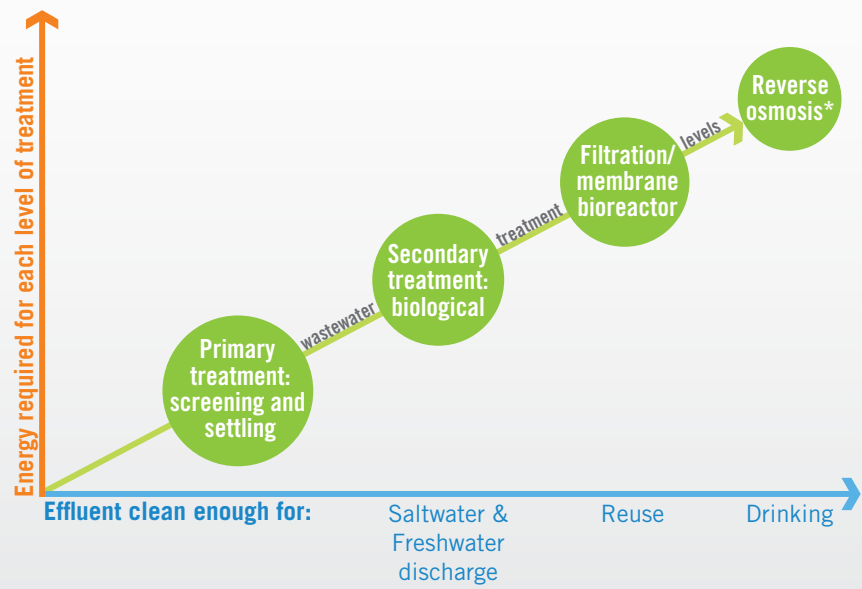 Energy required for each level of treatment
Reverse
osmosis*
levels
Filtration/
membrane
bioreactor
treatment
Secondary
treatment:
biological
wastewater
Primary
treatment:
screening and
settling
Effluent clean enough for:
Saltwater &
Freshwater
discharge
Reuse
Drinking